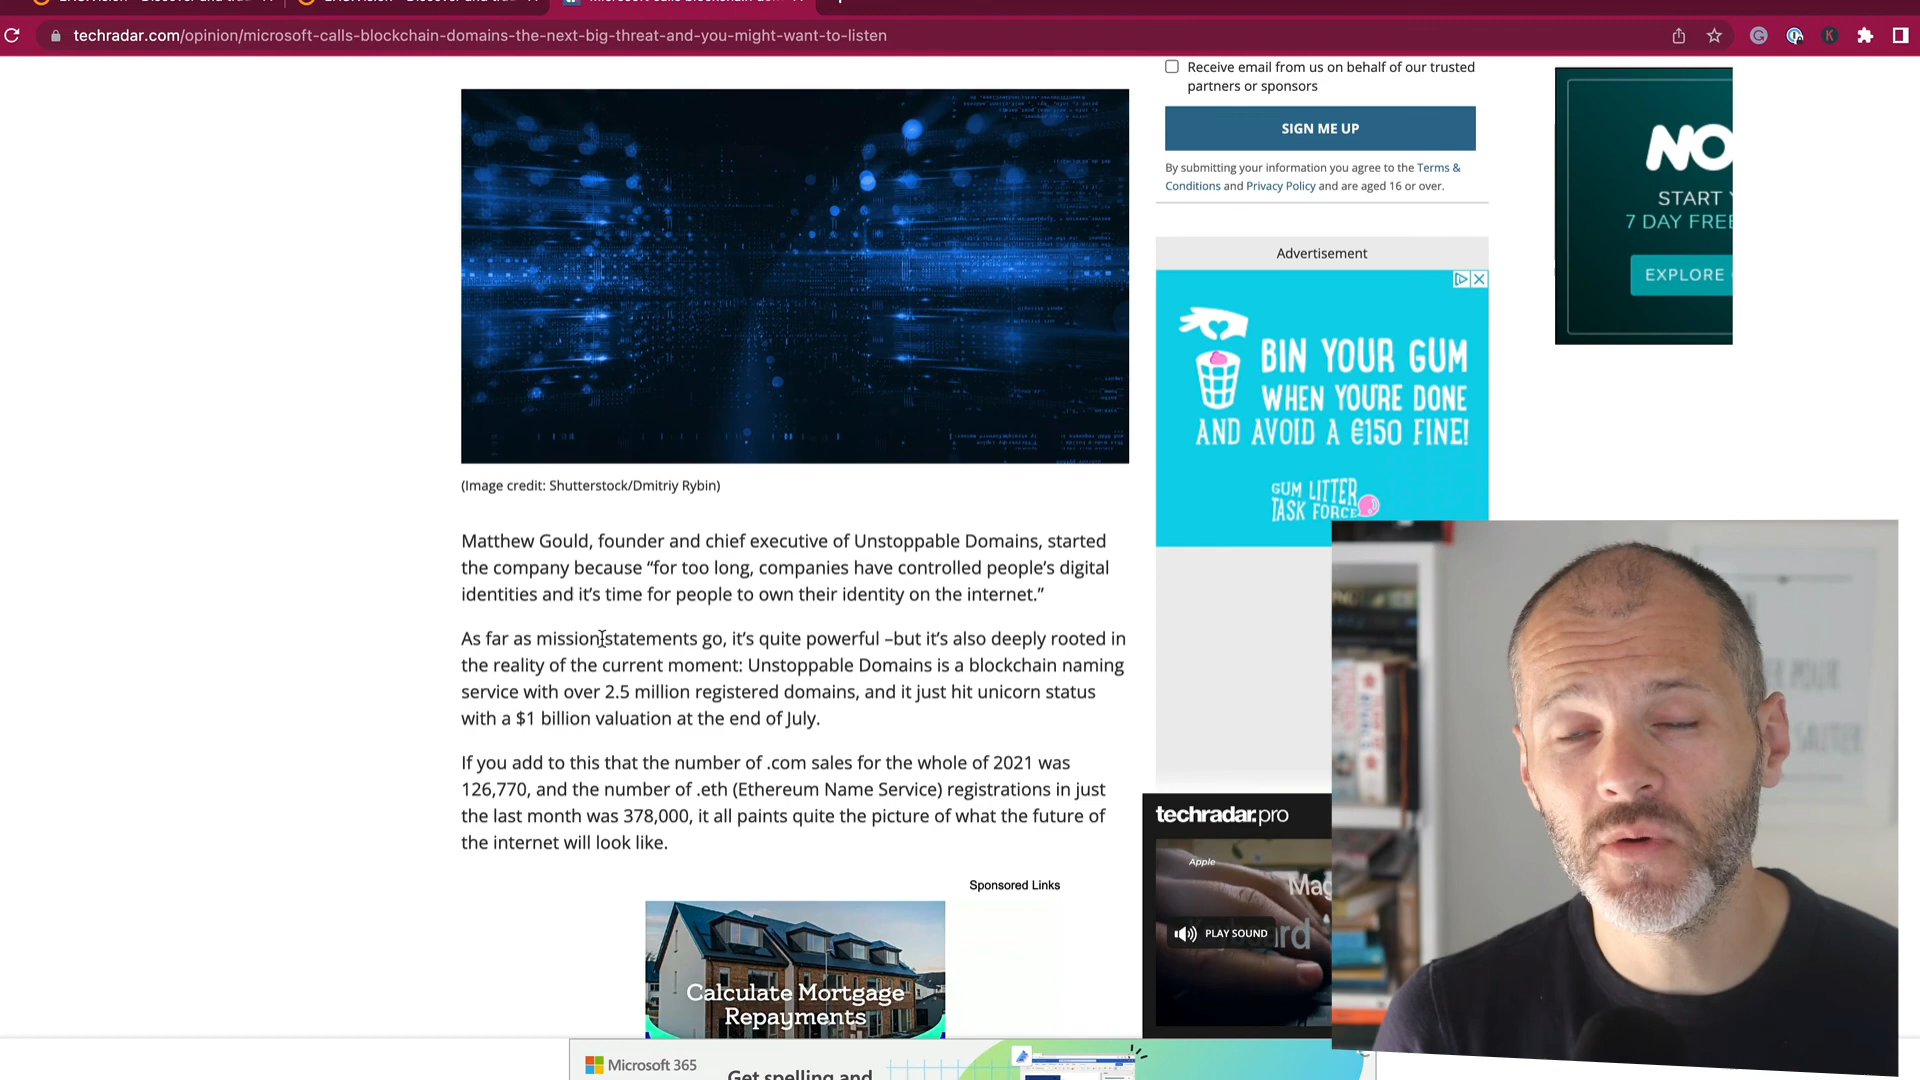 techradar.com/opinion/microsoft-calls-blockchain-domains-the-next-big-threat-and-you-might-want-to-listen
Receive email from us on behalf of our trusted
partners or sponsors
SIGN ME UP
By submitting your information you agree to the Terms &
Conditions and Privacy Policy and are aged 16 or over.
NO
START
7 DAY FREE
EXPLORE
Advertisement
BIN YOUR GUM
WHEN YOU'RE DONE
AND AVOID A €150 FINE!
GUM LITTER
TASK FORCE
(Image credit: Shutterstock/Dmitriy Rybin)
Matthew Gould, founder and chief executive of Unstoppable Domains, started
the company because “for too long, companies have controlled people’s digital
identities and it’s time for people to own their identity on the internet.”
As far as mission statements go, it’s quite powerful –but it’s also deeply rooted in
the reality of the current moment: Unstoppable Domains is a blockchain naming
service with over 2.5 million registered domains, and it just hit unicorn status
with a $1 billion valuation at the end of July.
If you add to this that the number of .com sales for the whole of 2021 was
126,770, and the number of .eth (Ethereum Name Service) registrations in just
the last month was 378,000, it all paints quite the picture of what the future of
the internet will look like.
Sponsored Links
Calculate Mortgage
Repayments
techradar.pro
Apple
PLAY SOUND
Microsoft 365
Get spelling and